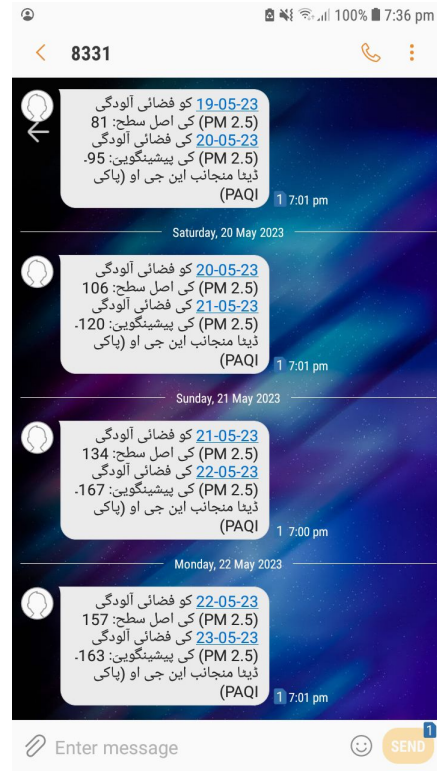 100% 7:36 pm
8331
19-05-23 کو فضائی آلودگی
(PM 2.5) کی اصل سطح: 81
20-05-23 کی فضائی آلودگی
(PM 2.5) کی پیشینگویئ: 95۔
ڈیٹا منجانب این جی او (پاکی
PAQI)
1 7:01 pm
Saturday, 20 May 2023
20-05-23 کو فضائی آلودگی
(PM 2.5) کی اصل سطح: 106
21-05-23 کی فضائی آلودگی
(PM 2.5) کی پیشینگویئ: 120۔
ڈیٹا منجانب این جی او (پاکی
PAQI)
1 7:01 pm
Sunday, 21 May 2023
21-05-23 کو فضائی آلودگی
(PM 2.5) کی اصل سطح: 134
22-05-23 کی فضائی آلودگی
(PM 2.5) کی پیشینگویئ: 167۔
ڈیٹا منجانب این جی او (پاکی
PAQI)
1 7:00 pm
Monday, 22 May 2023
22-05-23 کو فضائی آلودگی
(PM 2.5) کی اصل سطح: 157
23-05-23 کی فضائی آلودگی
(PM 2.5) کی پیشینگویئ: 163۔
ڈیٹا منجانب این جی او (پاکی
PAQI)
1 7:01 pm
Enter message
SEND
1